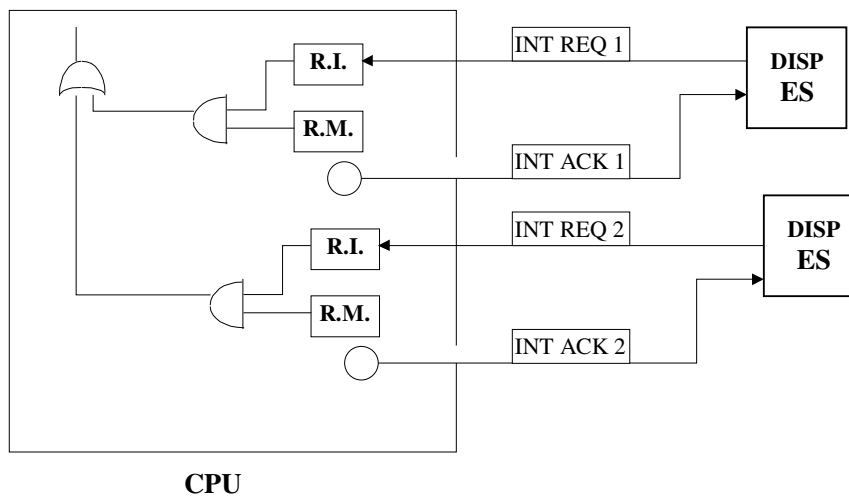 INT REQ 1
R.I.
DISP
ES
R.M.
INT ACK 1
INT REQ 2
R.I.
DISP
ES
R.M.
INT ACK 2
CPU